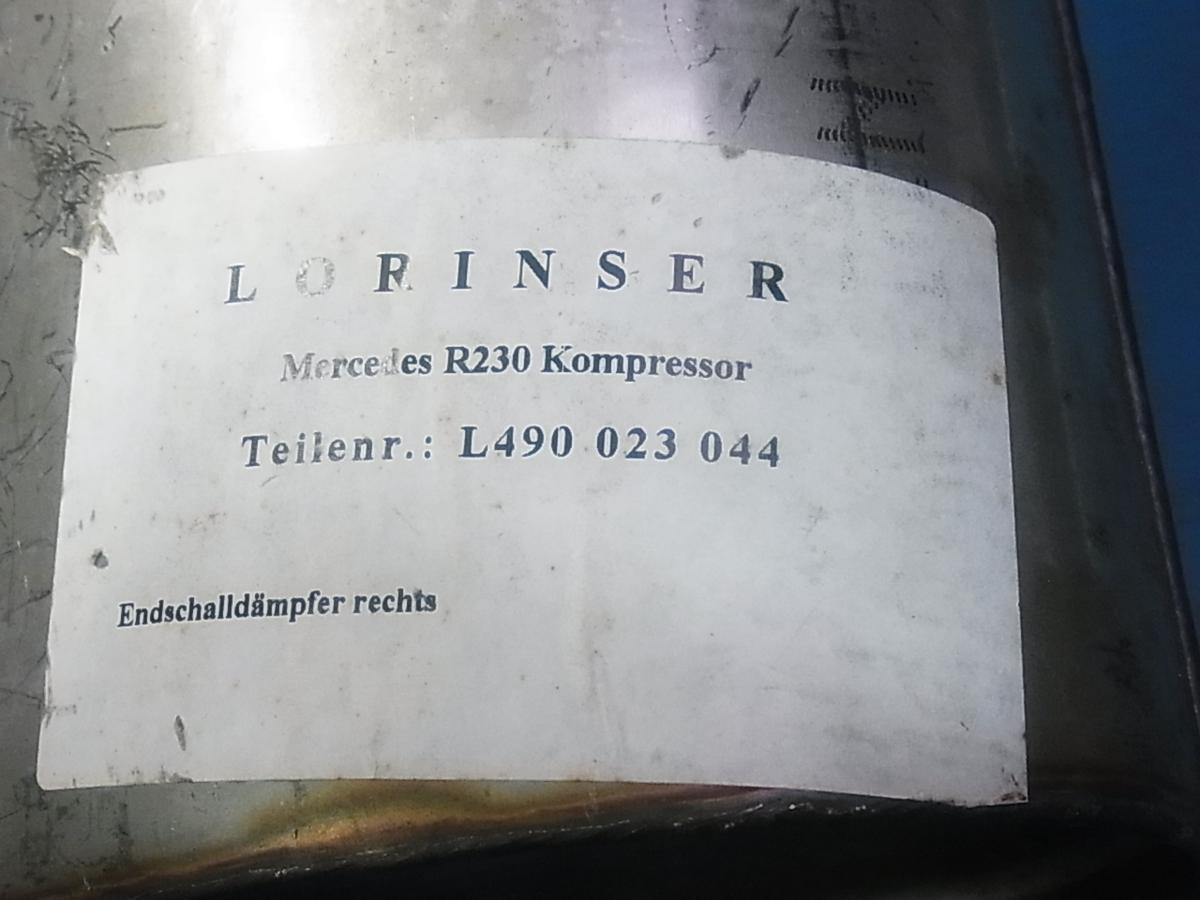 LORINSER
Mercedes R230 Kompressor
Teilenr.: L490 023 044
Endschalldämpfer rechts